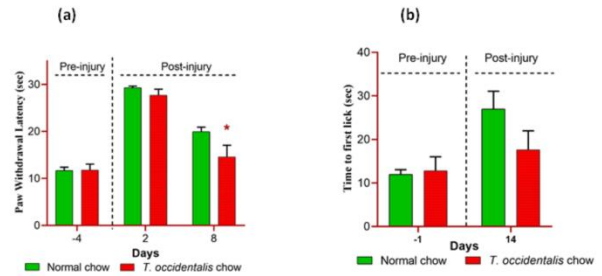 (a)
Pre-injury Post-injury
Paw Withdrawal Latency (sec)
30
20
10
0
-4 2 8
*
Days
Normal chow T. occidentalis chow
(b)
Pre-injury Post-injury
Time to first lick (sec)
40
30
20
10
0
-1 14
Days
Normal chow T. occidentalis chow